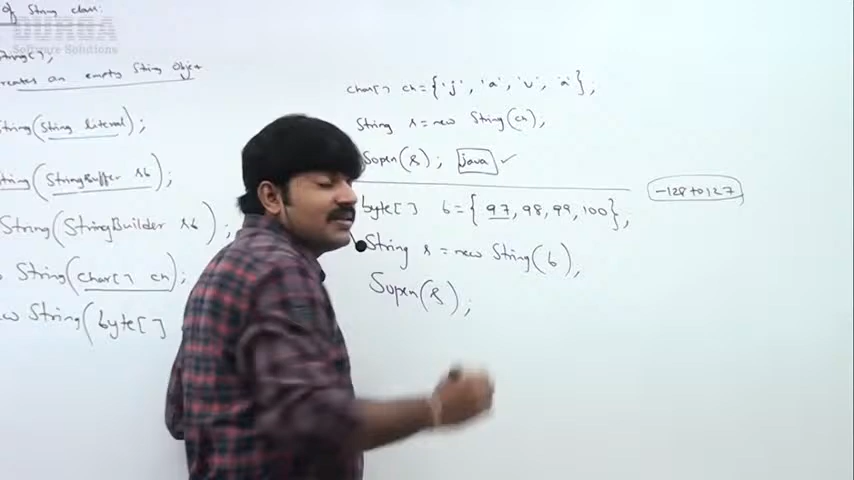 of String class:
DURGA
Software Solutions
creates an empty String Object
String(String literal);
String(StringBuffer sb);
String(StringBuilder sb);
String(char[] ch);
new String(byte[]
char[] ch={'j','a','v','a'};
String s=new String(ch);
Sopln(s); java ✓
byte[] b={97,98,99,100};
-128 to 127
String s=new String(b);
Sopln(s);